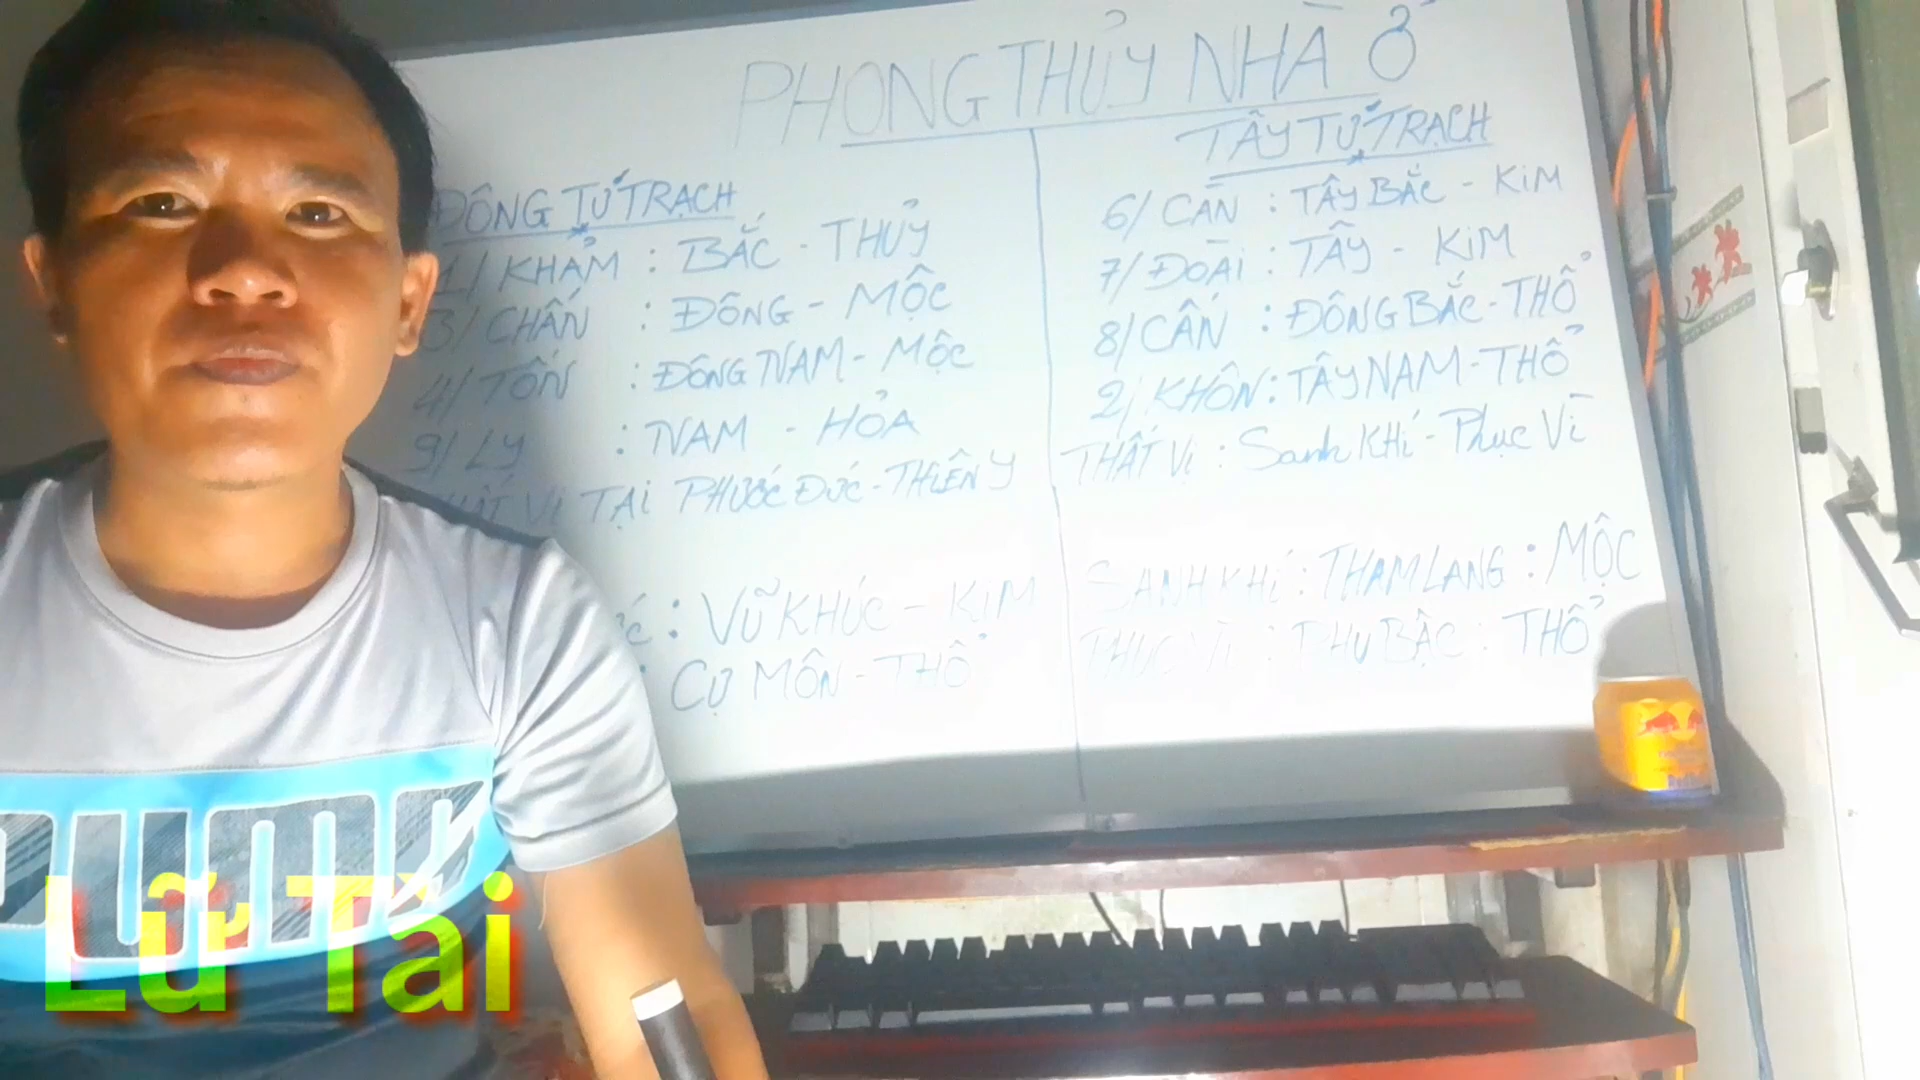 PHONG THỦY NHÀ Ở
ĐÔNG TỨ TRẠCH
1/ KHẢM : BẮC - THỦY
3/ CHẤN : ĐÔNG - MỘC
4/ TỐN : ĐÔNG NAM - MỘC
9/ LY : NAM - HỎA
VỊ TẠI PHƯỚC ĐỨC - THIÊN Y
: VŨ KHÚC - KIM
: CỰ MÔN - THỔ
TÂY TỨ TRẠCH
6/ CÀN : TÂY BẮC - KIM
7/ ĐOÀI : TÂY - KIM
8/ CẤN : ĐÔNG BẮC - THỔ
2/ KHÔN : TÂY NAM - THỔ
THẤT VỊ : Sanh KHÍ - Phục Vì
SANH KHÍ : THAM LANG : MỘC
PHỤC Vì : PHỤ BẬC : THỔ
PUMA
Lữ Tài